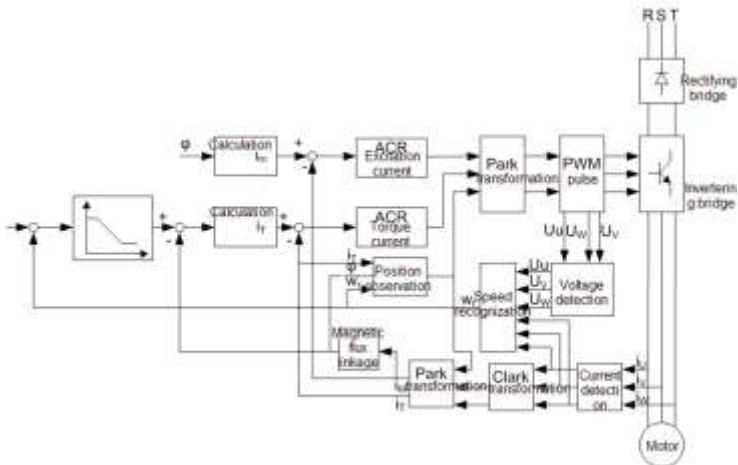 R S T
Rectifying
bridge
φ
Calculation
Im
+
-
ACR
Excitation
current
Park
transformation
PWM
pulse
Invertering
g bridge
+
-
Calculation
IT
+
-
ACR
Torque
current
Uu Uw Uv
iT
φ
Position
observation
Speed
recognization
Uu
Uv
Uw
Voltage
detection
Magnetic
flux
linkage
Park
transformation
iT
Clark
transformation
Current
detecti
on
iu
iv
iw
Motor